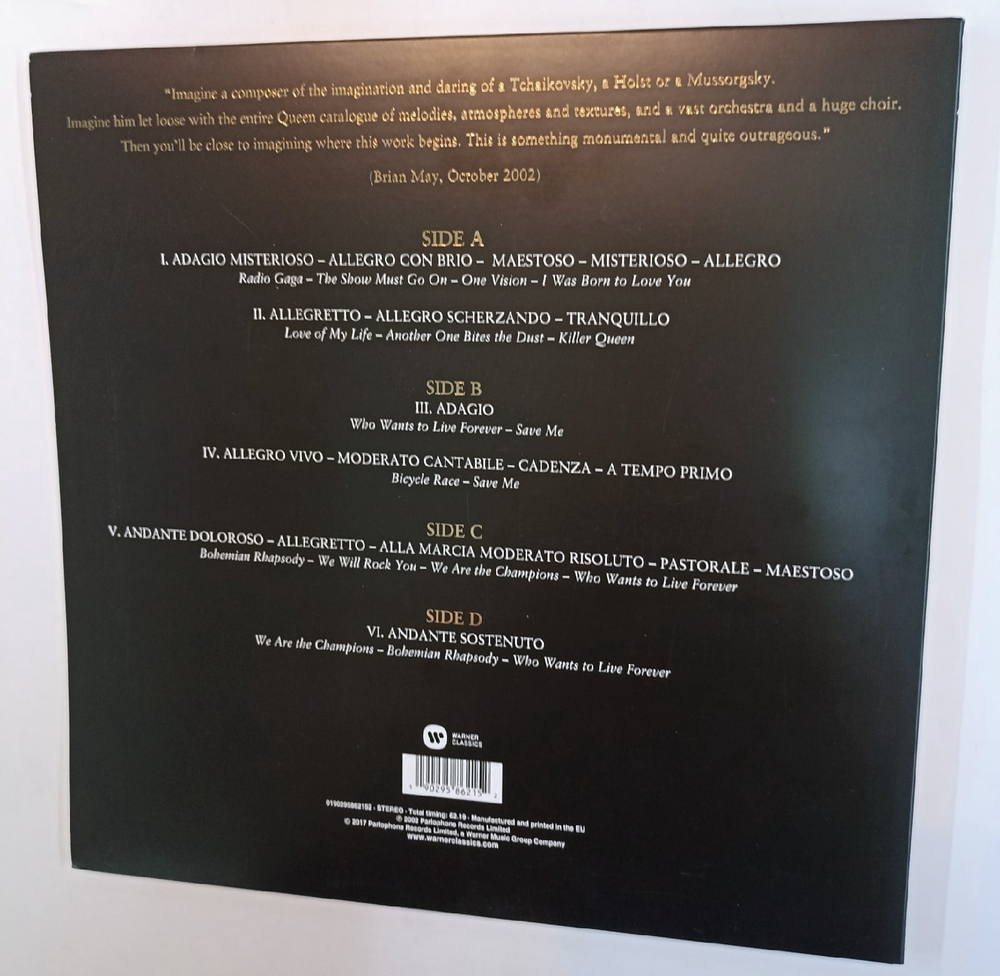 "Imagine a composer of the imagination and daring of a Tchaikovsky, a Holst or a Mussorgsky.
Imagine him let loose with the entire Queen catalogue of melodies, atmospheres and textures, and a vast orchestra and a huge choir.
Then you'll be close to imagining where this work begins. This is something monumental and quite outrageous."
(Brian May, October 2002)
SIDE A
I. ADAGIO MISTERIOSO – ALLEGRO CON BRIO – MAESTOSO – MISTERIOSO – ALLEGRO
Radio Gaga – The Show Must Go On – One Vision – I Was Born to Love You
II. ALLEGRETTO – ALLEGRO SCHERZANDO – TRANQUILLO
Love of My Life – Another One Bites the Dust – Killer Queen
SIDE B
III. ADAGIO
Who Wants to Live Forever – Save Me
IV. ALLEGRO VIVO – MODERATO CANTABILE – CADENZA – A TEMPO PRIMO
Bicycle Race – Save Me
SIDE C
V. ANDANTE DOLOROSO – ALLEGRETTO – ALLA MARCIA MODERATO RISOLUTO – PASTORALE – MAESTOSO
Bohemian Rhapsody – We Will Rock You – We Are the Champions – Who Wants to Live Forever
SIDE D
VI. ANDANTE SOSTENUTO
We Are the Champions – Bohemian Rhapsody – Who Wants to Live Forever
WARNER
CLASSICS
1 90295 86215 2
0190295862152 · STEREO · Total timing: 62.19 · Manufactured and printed in the EU
℗ 2002 Parlophone Records Limited
© 2017 Parlophone Records Limited, a Warner Music Group Company
www.warnerclassics.com